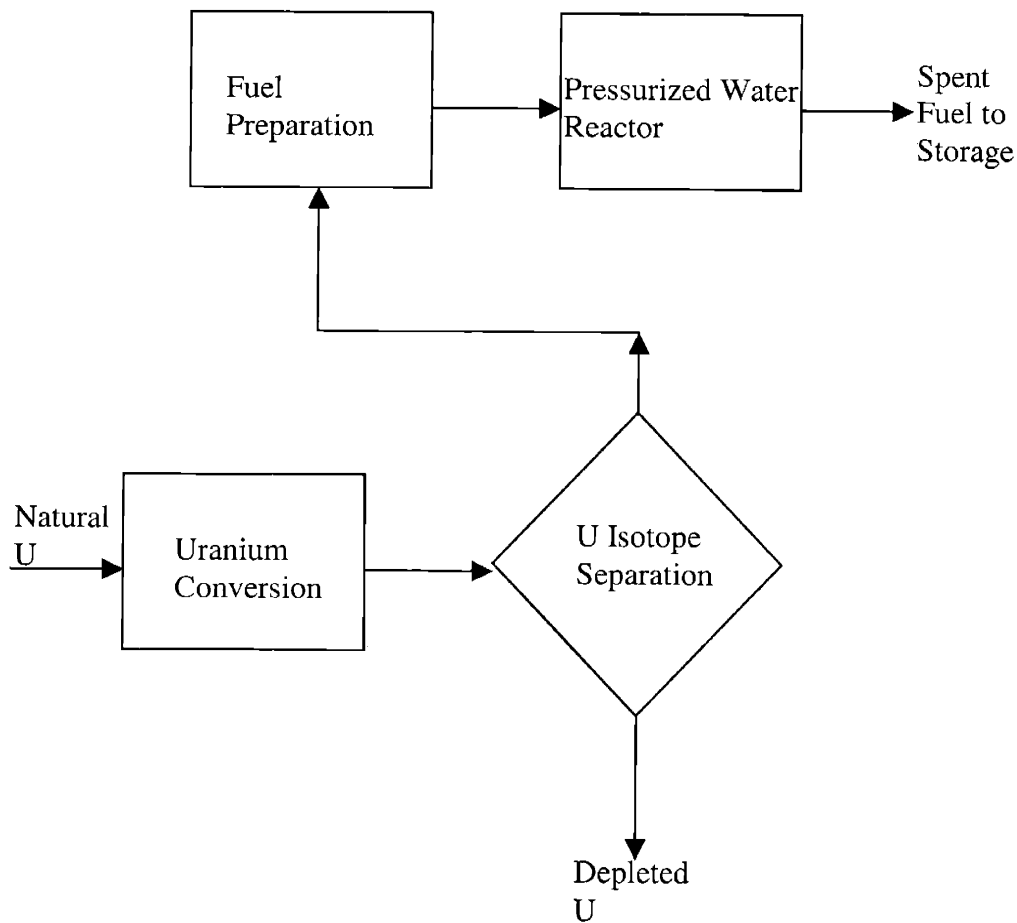 Fuel
Preparation
Pressurized Water
Reactor
Spent
Fuel to
Storage
Natural
U
Uranium
Conversion
U Isotope
Separation
Depleted
U